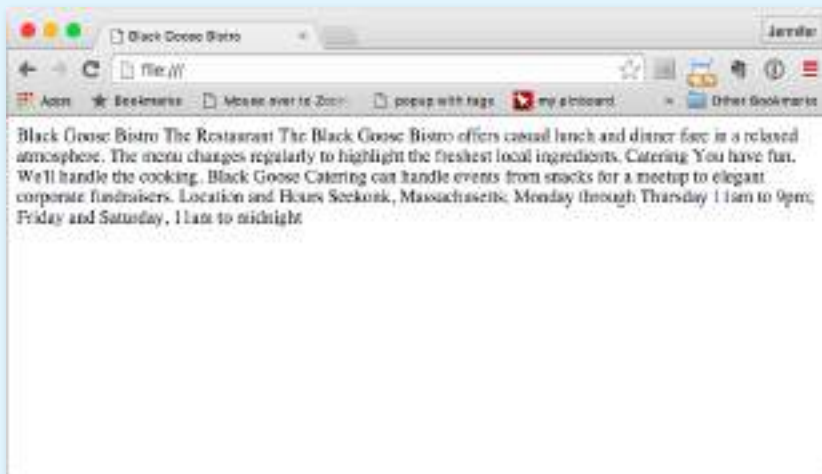 Black Goose Bistro
Jennifer
file:///
Apps Bookmarks Mouse over to Zoom popup with tags my pinboard » Other Bookmarks
Black Goose Bistro The Restaurant The Black Goose Bistro offers casual lunch and dinner fare in a relaxed
atmosphere. The menu changes regularly to highlight the freshest local ingredients. Catering You have fun.
We'll handle the cooking. Black Goose Catering can handle events from snacks for a meetup to elegant
corporate fundraisers. Location and Hours Seekonk, Massachusetts; Monday through Thursday 11am to 9pm;
Friday and Saturday, 11am to midnight